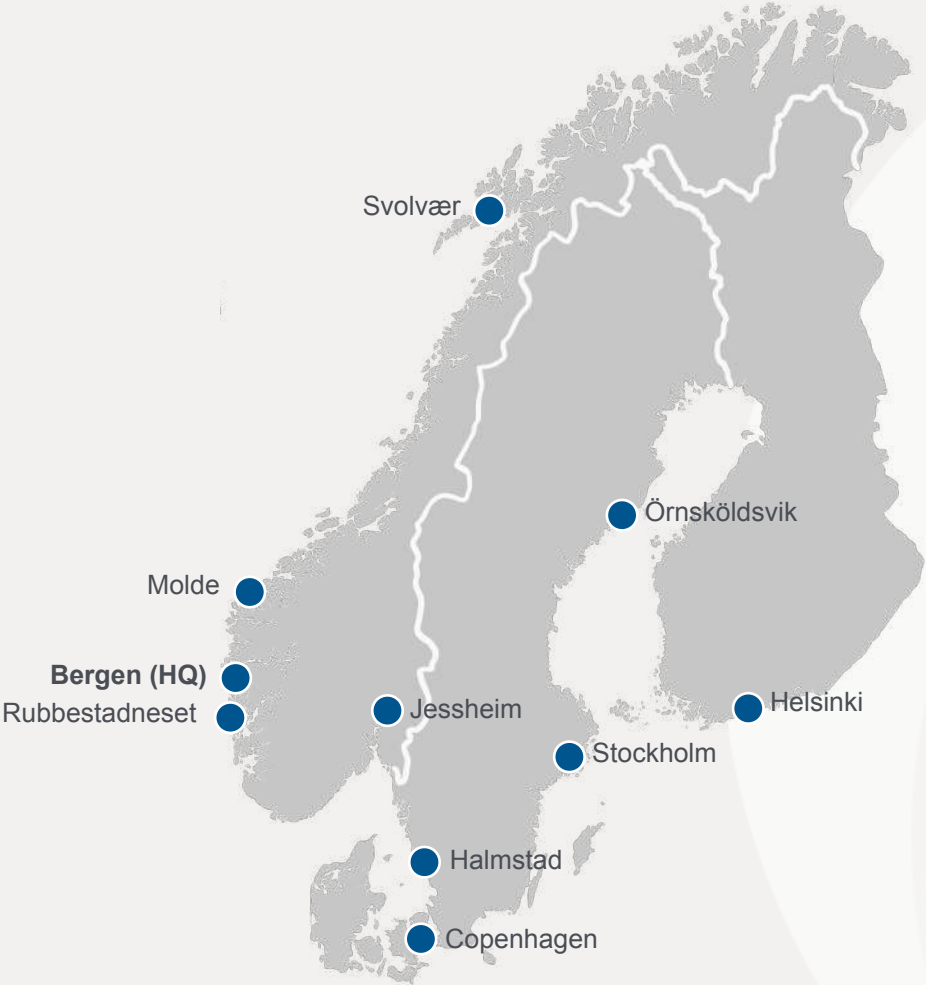 Svolvær
Örnsköldsvik
Molde
Bergen (HQ)
Rubbestadneset
Jessheim
Helsinki
Stockholm
Halmstad
Copenhagen